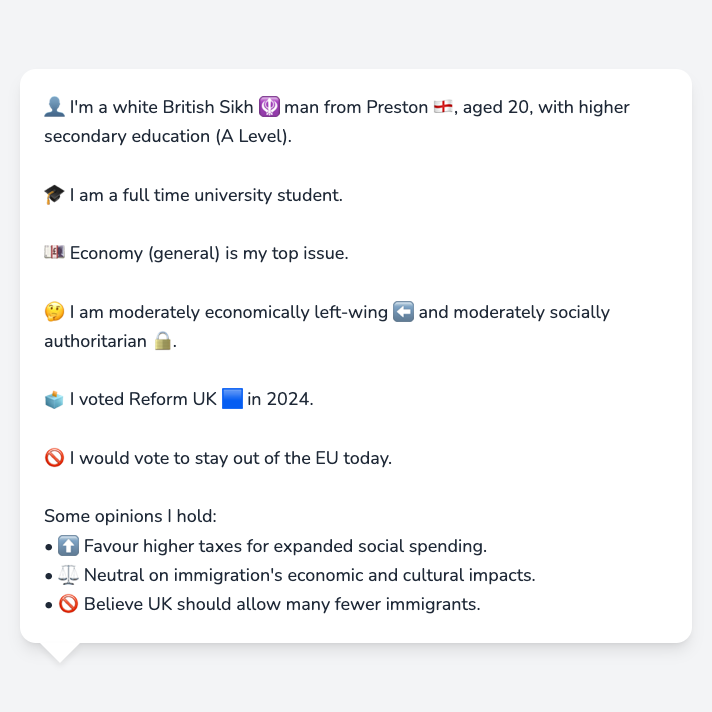 👤 I'm a white British Sikh 🪯 man from Preston 🏴󠁧󠁢󠁥󠁮󠁧󠁿, aged 20, with higher
secondary education (A Level).
🎓 I am a full time university student.
💷 Economy (general) is my top issue.
🤔 I am moderately economically left-wing ⬅️ and moderately socially
authoritarian 🔒.
🗳️ I voted Reform UK 🟦 in 2024.
🚫 I would vote to stay out of the EU today.
Some opinions I hold:
• ⬆️ Favour higher taxes for expanded social spending.
• ⚖️ Neutral on immigration's economic and cultural impacts.
• 🚫 Believe UK should allow many fewer immigrants.